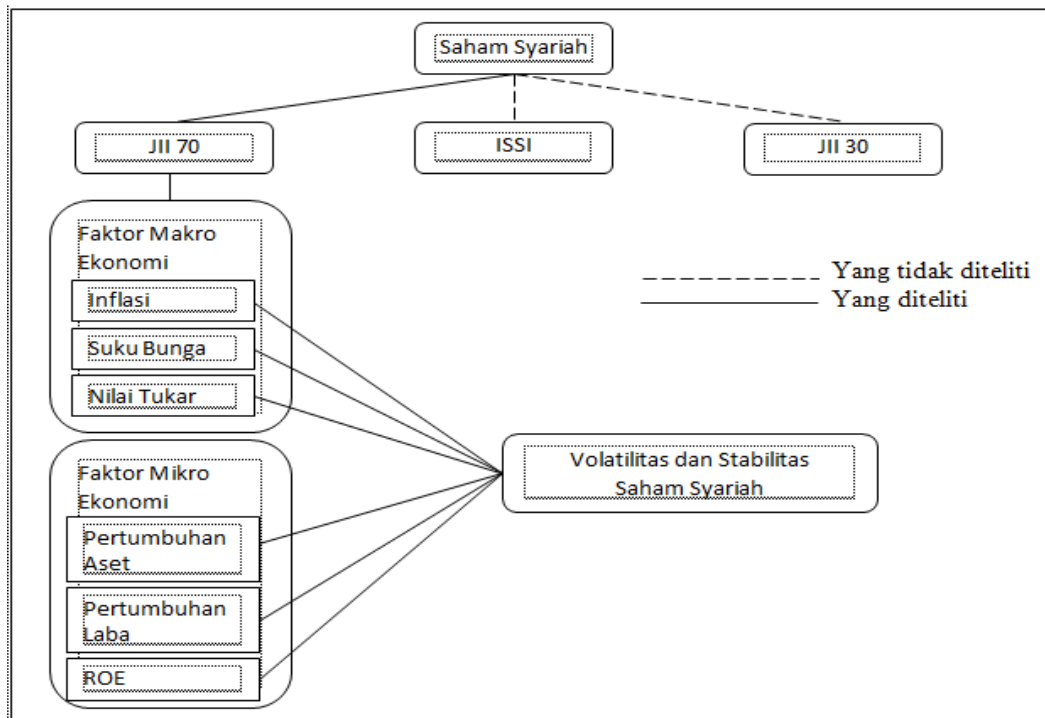 Saham Syariah
JII 70
ISSI
JII 30
Faktor Makro
Ekonomi
Inflasi
Suku Bunga
Nilai Tukar
Yang tidak diteliti
Yang diteliti
Faktor Mikro
Ekonomi
Pertumbuhan
Aset
Pertumbuhan
Laba
ROE
Volatilitas dan Stabilitas
Saham Syariah